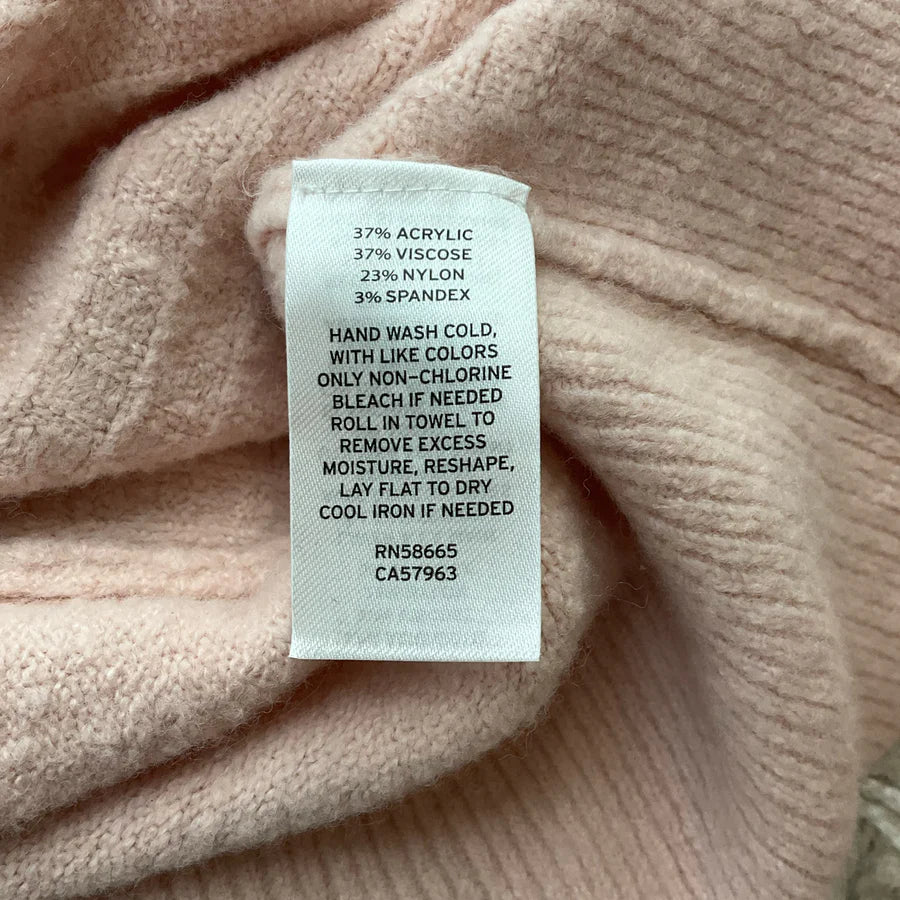 37% ACRYLIC
37% VISCOSE
23% NYLON
3% SPANDEX
HAND WASH COLD,
WITH LIKE COLORS
ONLY NON-CHLORINE
BLEACH IF NEEDED
ROLL IN TOWEL TO
REMOVE EXCESS
MOISTURE, RESHAPE,
LAY FLAT TO DRY
COOL IRON IF NEEDED
RN58665
CA57963